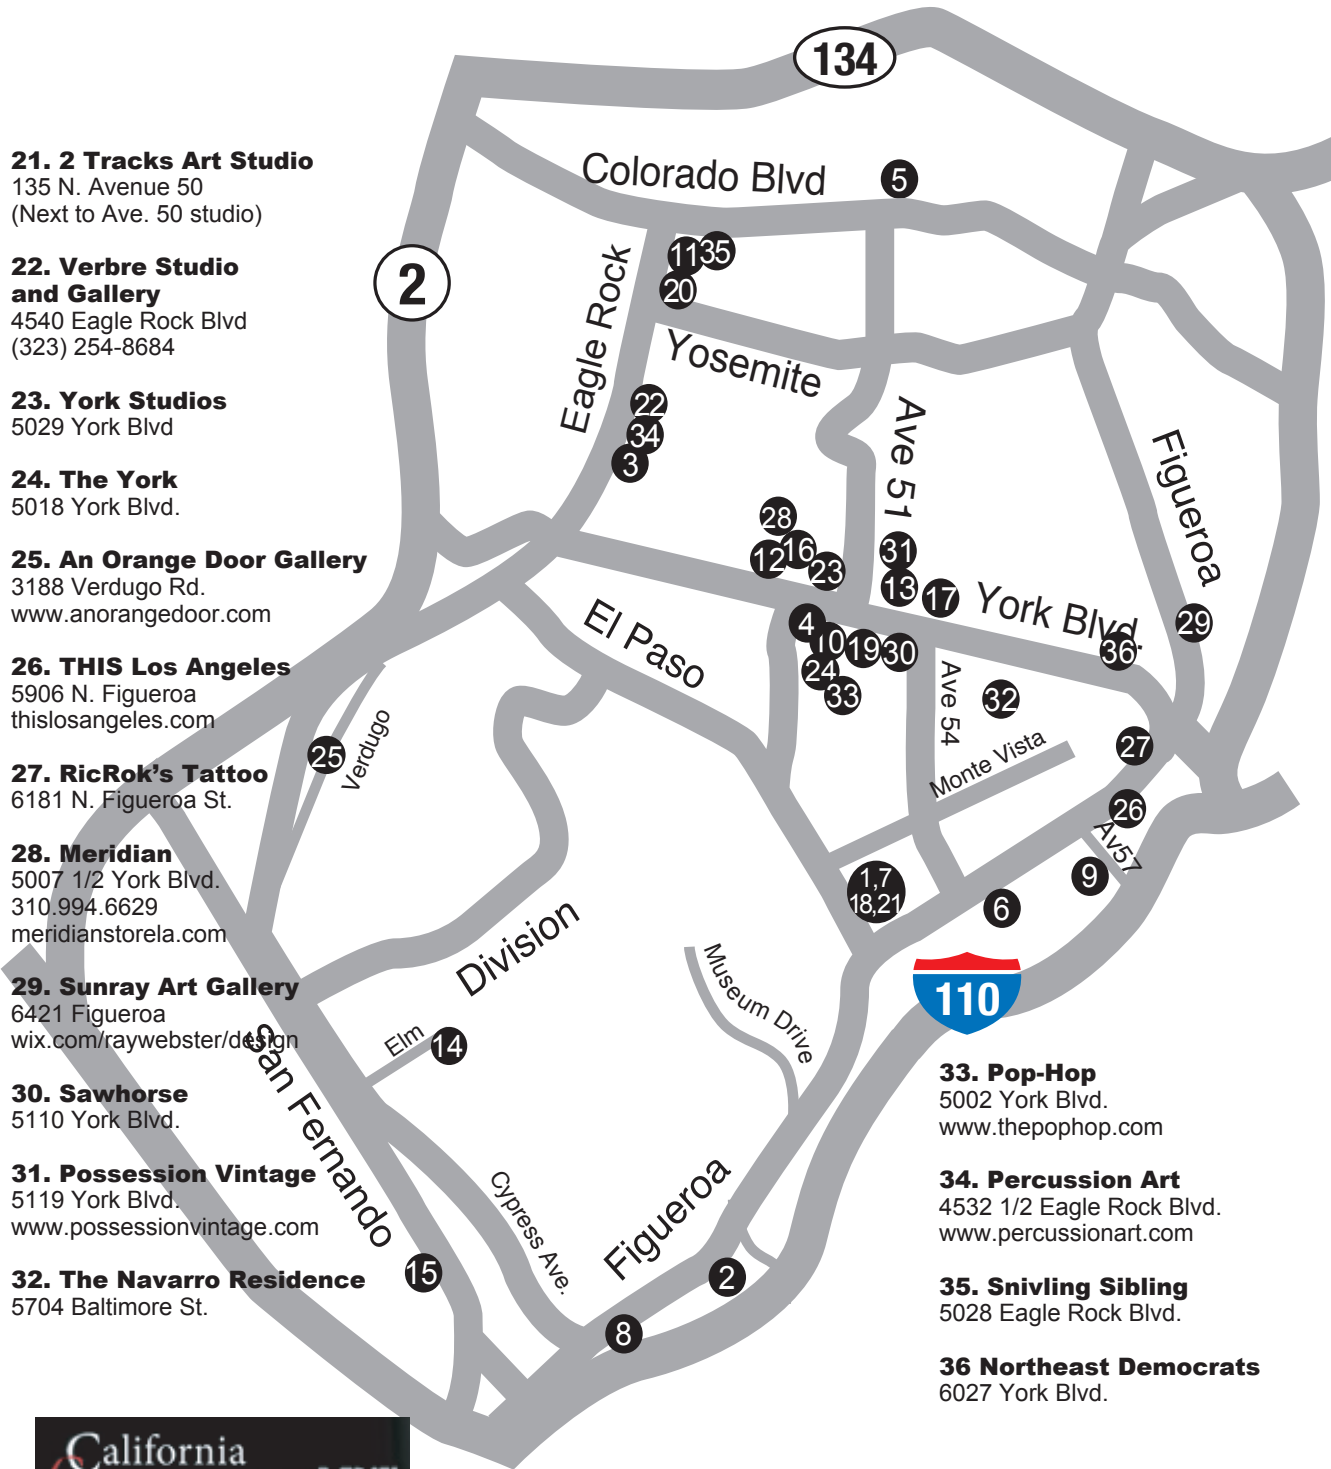 134
Colorado Blvd
5
2
Eagle Rock
11
35
20
Yosemite
22
34
3
Ave 51
Figueroa
28
16
12
23
31
13
17
York Blvd.
36
29
El Paso
4
10
19
30
24
33
Ave 54
32
Monte Vista
27
26
Av57
9
6
1,7
18,21
25
Verdugo
Division
Museum Drive
110
Elm
14
San Fernando
Cypress Ave.
Figueroa
15
2
8
21. 2 Tracks Art Studio
135 N. Avenue 50
(Next to Ave. 50 studio)
22. Verbre Studio
and Gallery
4540 Eagle Rock Blvd
(323) 254-8684
23. York Studios
5029 York Blvd
24. The York
5018 York Blvd.
25. An Orange Door Gallery
3188 Verdugo Rd.
www.anorangedoor.com
26. THIS Los Angeles
5906 N. Figueroa
thislosangeles.com
27. RicRok's Tattoo
6181 N. Figueroa St.
28. Meridian
5007 1/2 York Blvd.
310.994.6629
meridianstorela.com
29. Sunray Art Gallery
6421 Figueroa
wix.com/raywebster/design
30. Sawhorse
5110 York Blvd.
31. Possession Vintage
5119 York Blvd.
www.possessionvintage.com
32. The Navarro Residence
5704 Baltimore St.
33. Pop-Hop
5002 York Blvd.
www.thepophop.com
34. Percussion Art
4532 1/2 Eagle Rock Blvd.
www.percussionart.com
35. Snivling Sibling
5028 Eagle Rock Blvd.
36 Northeast Democrats
6027 York Blvd.
California